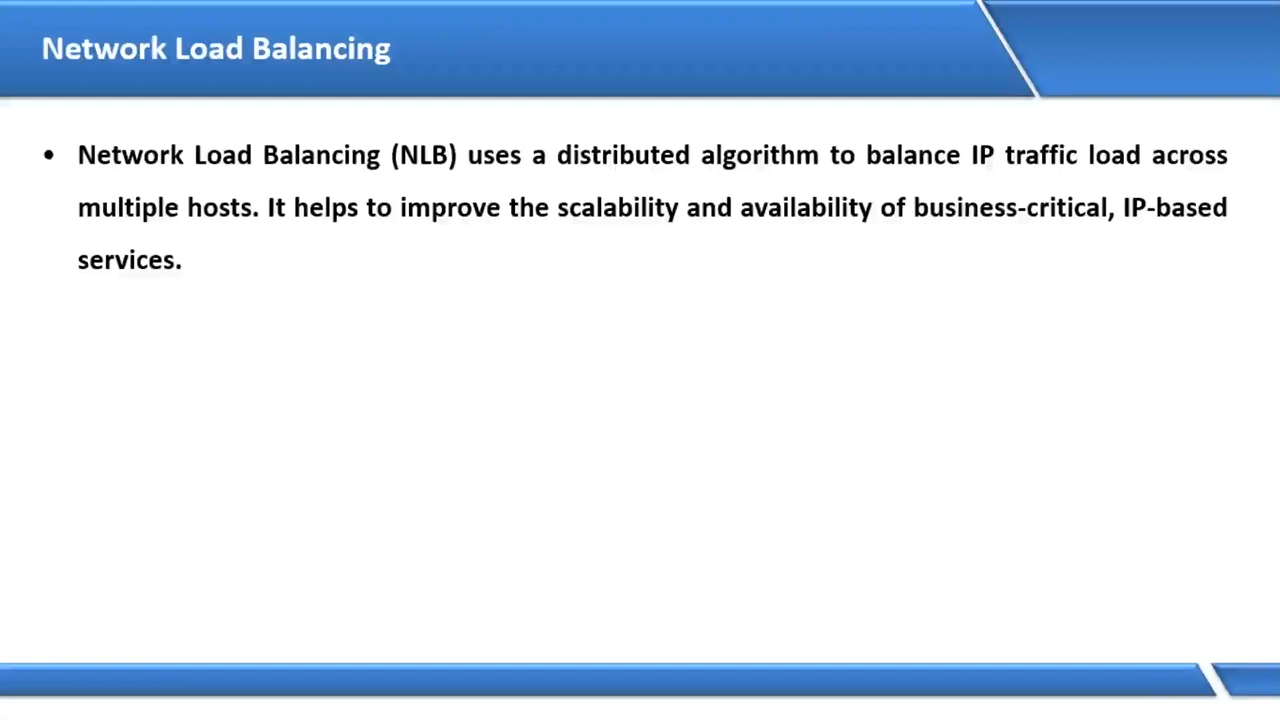 Network Load Balancing
• Network Load Balancing (NLB) uses a distributed algorithm to balance IP traffic load across
multiple hosts. It helps to improve the scalability and availability of business-critical, IP-based
services.